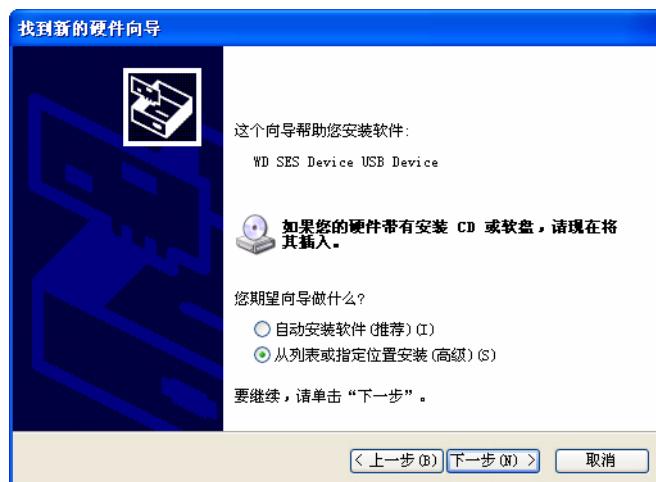 找到新的硬件向导
这个向导帮助您安装软件:
WD SES Device USB Device
如果您的硬件带有安装 CD 或软盘，请现在将
其插入。
您期望向导做什么?
自动安装软件(推荐)(I)
从列表或指定位置安装(高级)(S)
要继续，请单击“下一步”。
< 上一步(B) 下一步(N) > 取消